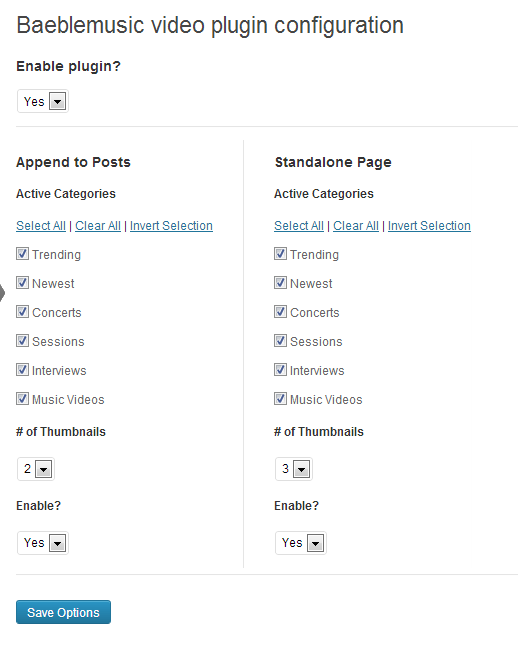 Baeblemusic video plugin configuration
Enable plugin?
Yes
Append to Posts
Active Categories
Select All | Clear All | Invert Selection
Trending
Newest
Concerts
Sessions
Interviews
Music Videos
# of Thumbnails
2
Enable?
Yes
Standalone Page
Active Categories
Select All | Clear All | Invert Selection
Trending
Newest
Concerts
Sessions
Interviews
Music Videos
# of Thumbnails
3
Enable?
Yes
Save Options